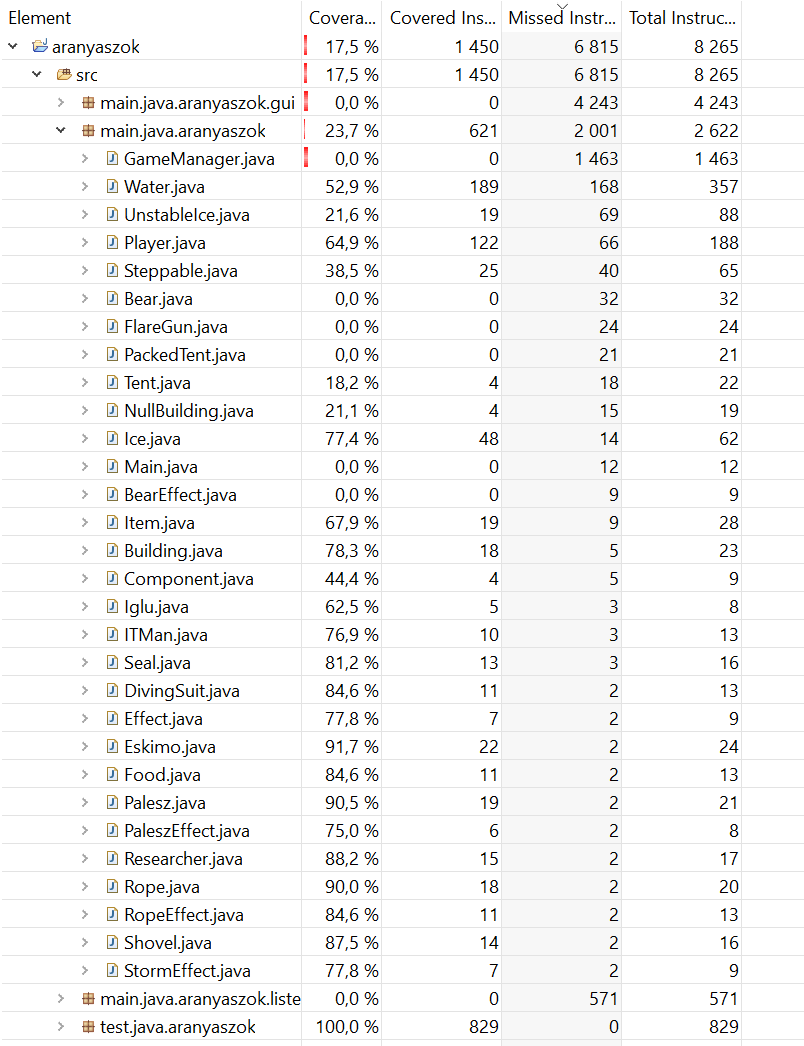 Element Covera... Covered Ins... Missed Instr... Total Instruc...
aranyaszok 17,5 % 1 450 6 815 8 265
src 17,5 % 1 450 6 815 8 265
main.java.aranyaszok.gui 0,0 % 0 4 243 4 243
main.java.aranyaszok 23,7 % 621 2 001 2 622
GameManager.java 0,0 % 0 1 463 1 463
Water.java 52,9 % 189 168 357
UnstableIce.java 21,6 % 19 69 88
Player.java 64,9 % 122 66 188
Steppable.java 38,5 % 25 40 65
Bear.java 0,0 % 0 32 32
FlareGun.java 0,0 % 0 24 24
PackedTent.java 0,0 % 0 21 21
Tent.java 18,2 % 4 18 22
NullBuilding.java 21,1 % 4 15 19
Ice.java 77,4 % 48 14 62
Main.java 0,0 % 0 12 12
BearEffect.java 0,0 % 0 9 9
Item.java 67,9 % 19 9 28
Building.java 78,3 % 18 5 23
Component.java 44,4 % 4 5 9
Iglu.java 62,5 % 5 3 8
ITMan.java 76,9 % 10 3 13
Seal.java 81,2 % 13 3 16
DivingSuit.java 84,6 % 11 2 13
Effect.java 77,8 % 7 2 9
Eskimo.java 91,7 % 22 2 24
Food.java 84,6 % 11 2 13
Palesz.java 90,5 % 19 2 21
PaleszEffect.java 75,0 % 6 2 8
Researcher.java 88,2 % 15 2 17
Rope.java 90,0 % 18 2 20
RopeEffect.java 84,6 % 11 2 13
Shovel.java 87,5 % 14 2 16
StormEffect.java 77,8 % 7 2 9
main.java.aranyaszok.liste 0,0 % 0 571 571
test.java.aranyaszok 100,0 % 829 0 829